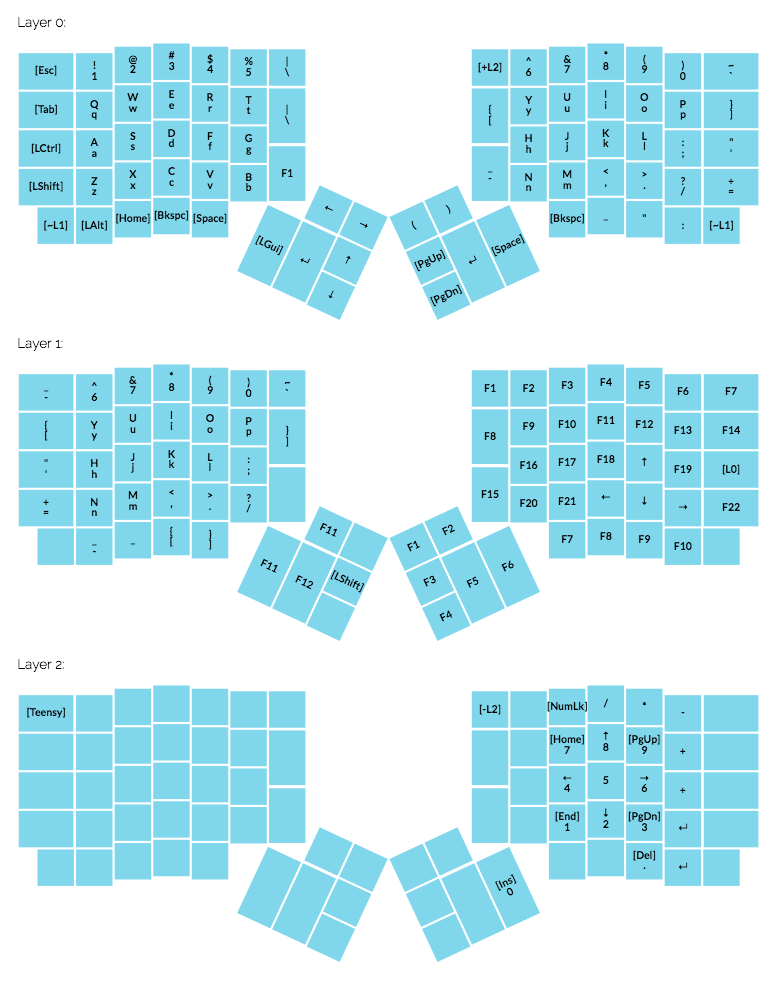 Layer 0:
[Esc] ! 1 @ 2 # 3 $ 4 % 5 | \
[Tab] Q q W w E e R r T t | \
[LCtrl] A a S s D d F f G g
[LShift] Z z X x C c V v B b F1
[~L1] [LAlt] [Home] [Bkspc] [Space]
← →
[LGui] ↵ ↑
↓
[+L2] ^ 6 & 7 * 8 ( 9 ) 0 ~ `
{ [ Y y U u I i O o P p } ]
H h J j K k L l : ; " '
_ - N n M m < , > . ? / + =
[Bkspc] _ " : [~L1]
( )
[PgUp] ↵ [Space]
[PgDn]
Layer 1:
_ - ^ 6 & 7 * 8 ( 9 ) 0 ~ `
{ [ Y y U u I i O o P p } ]
" ' H h J j K k L l : ;
+ = N n M m < , > . ? /
_ - _ { [ } ]
F11
F11 F12 [LShift]
F1 F2 F3 F4 F5 F6 F7
F8 F9 F10 F11 F12 F13 F14
F16 F17 F18 ↑ F19 [L0]
F15 F20 F21 ← ↓ → F22
F7 F8 F9 F10
F1 F2
F3 F5 F6
F4
Layer 2:
[Teensy]
[-L2] [NumLk] / * -
[Home] 7 ↑ 8 [PgUp] 9 +
← 4 5 → 6 +
[End] 1 ↓ 2 [PgDn] 3 ↵
[Del] . ↵
[Ins] 0